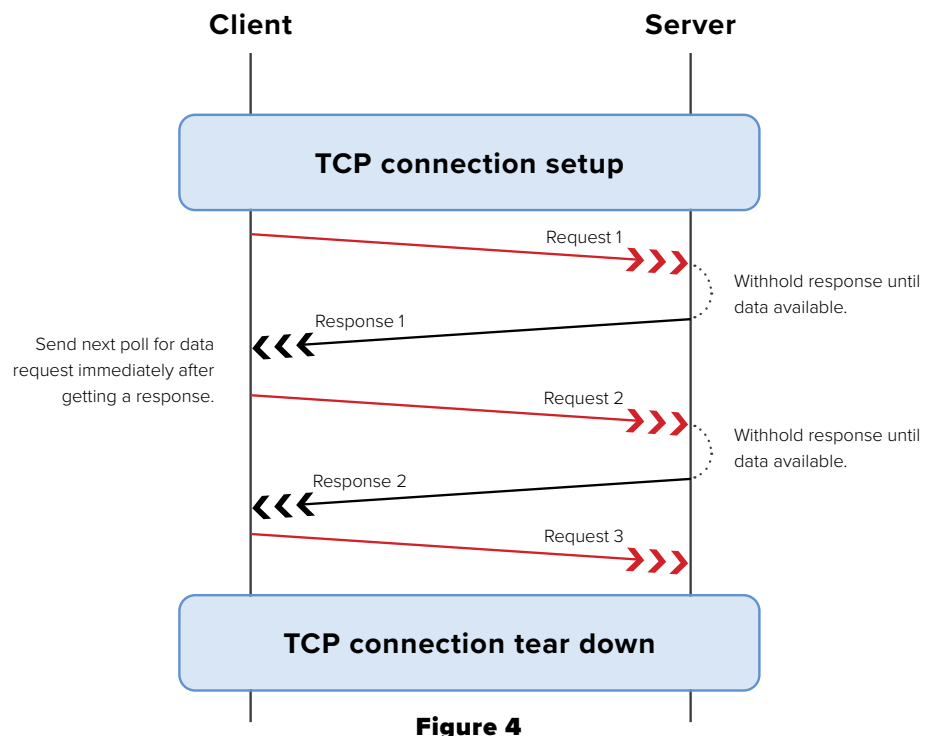 Client
Server
TCP connection setup
Request 1
Withhold response until
data available.
Response 1
Send next poll for data
request immediately after
getting a response.
Request 2
Withhold response until
data available.
Response 2
Request 3
TCP connection tear down
Figure 4